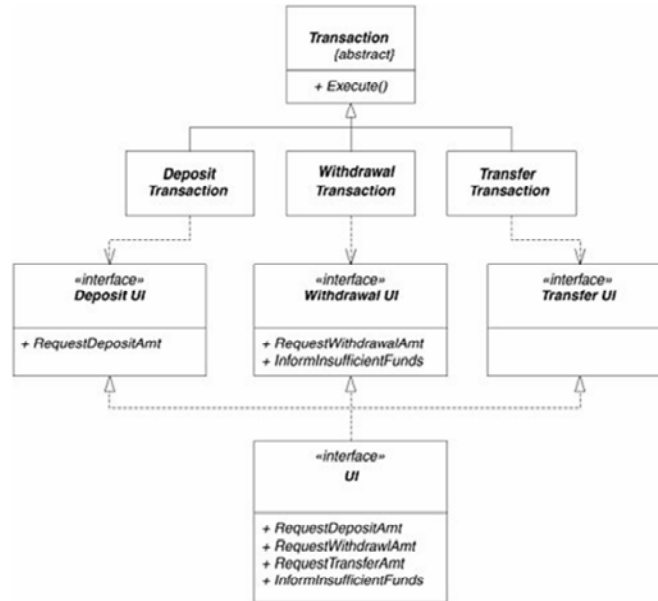 Transaction
{abstract}
+ Execute()
Deposit
Transaction
Withdrawal
Transaction
Transfer
Transaction
«interface»
Deposit UI
+ RequestDepositAmt
«interface»
Withdrawal UI
+ RequestWithdrawalAmt
+ InformInsufficientFunds
«interface»
Transfer UI
«interface»
UI
+ RequestDepositAmt
+ RequestWithdrawlAmt
+ RequestTransferAmt
+ InformInsufficientFunds